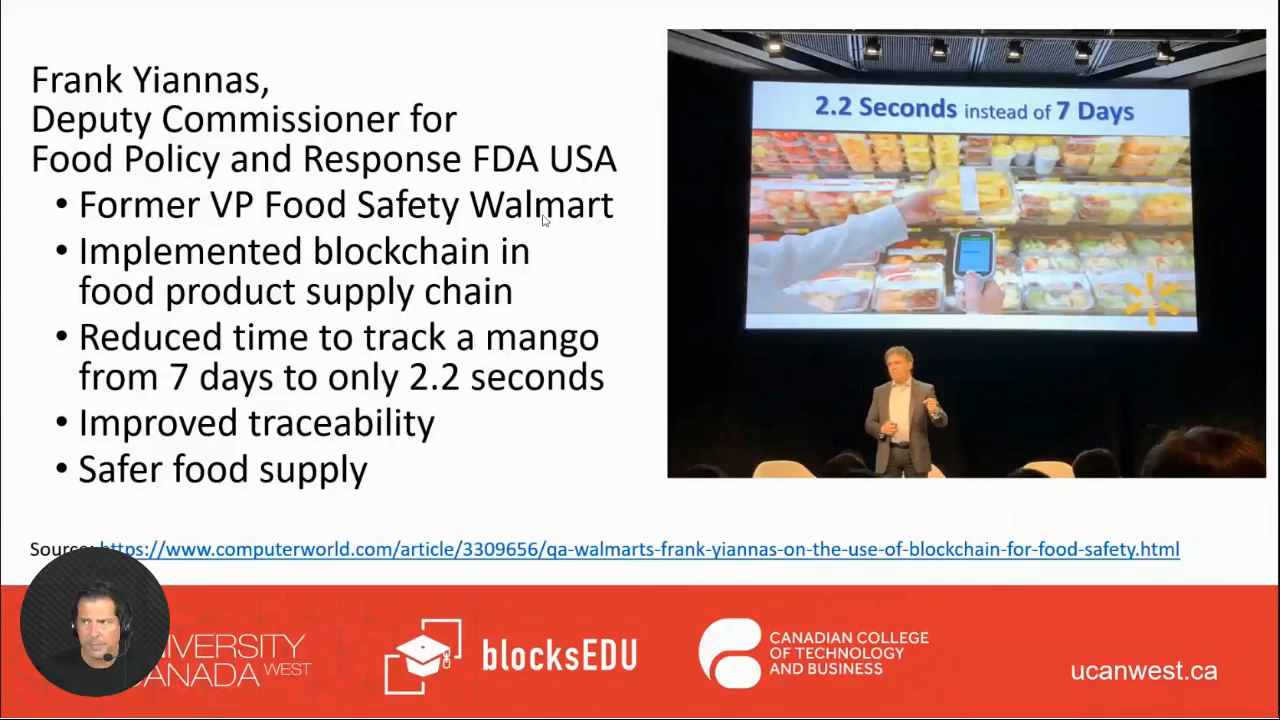 Frank Yiannas,
Deputy Commissioner for
Food Policy and Response FDA USA
• Former VP Food Safety Walmart
• Implemented blockchain in
food product supply chain
• Reduced time to track a mango
from 7 days to only 2.2 seconds
• Improved traceability
• Safer food supply
2.2 Seconds instead of 7 Days
Source: https://www.computerworld.com/article/3309656/qa-walmarts-frank-yiannas-on-the-use-of-blockchain-for-food-safety.html
CANADA WEST
blocksEDU
CANADIAN COLLEGE
OF TECHNOLOGY
AND BUSINESS
ucanwest.ca